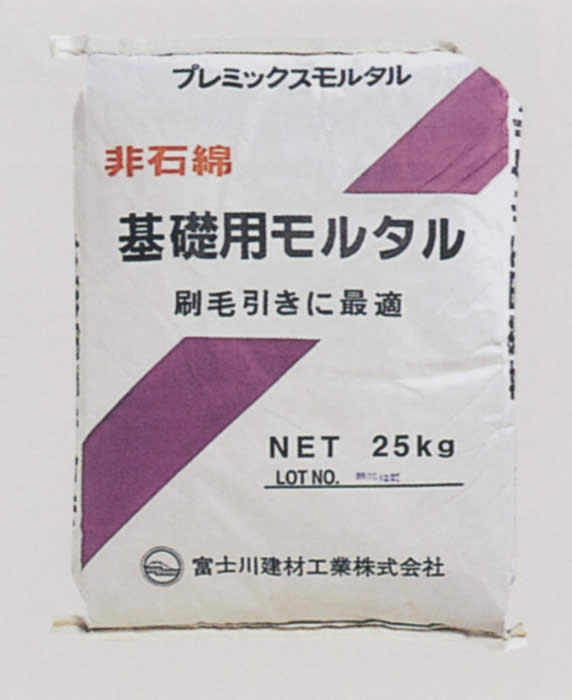 プレミックスモルタル
非石綿
基礎用モルタル
刷毛引きに最適
NET 25kg
LOT NO.
富士川建材工業株式会社